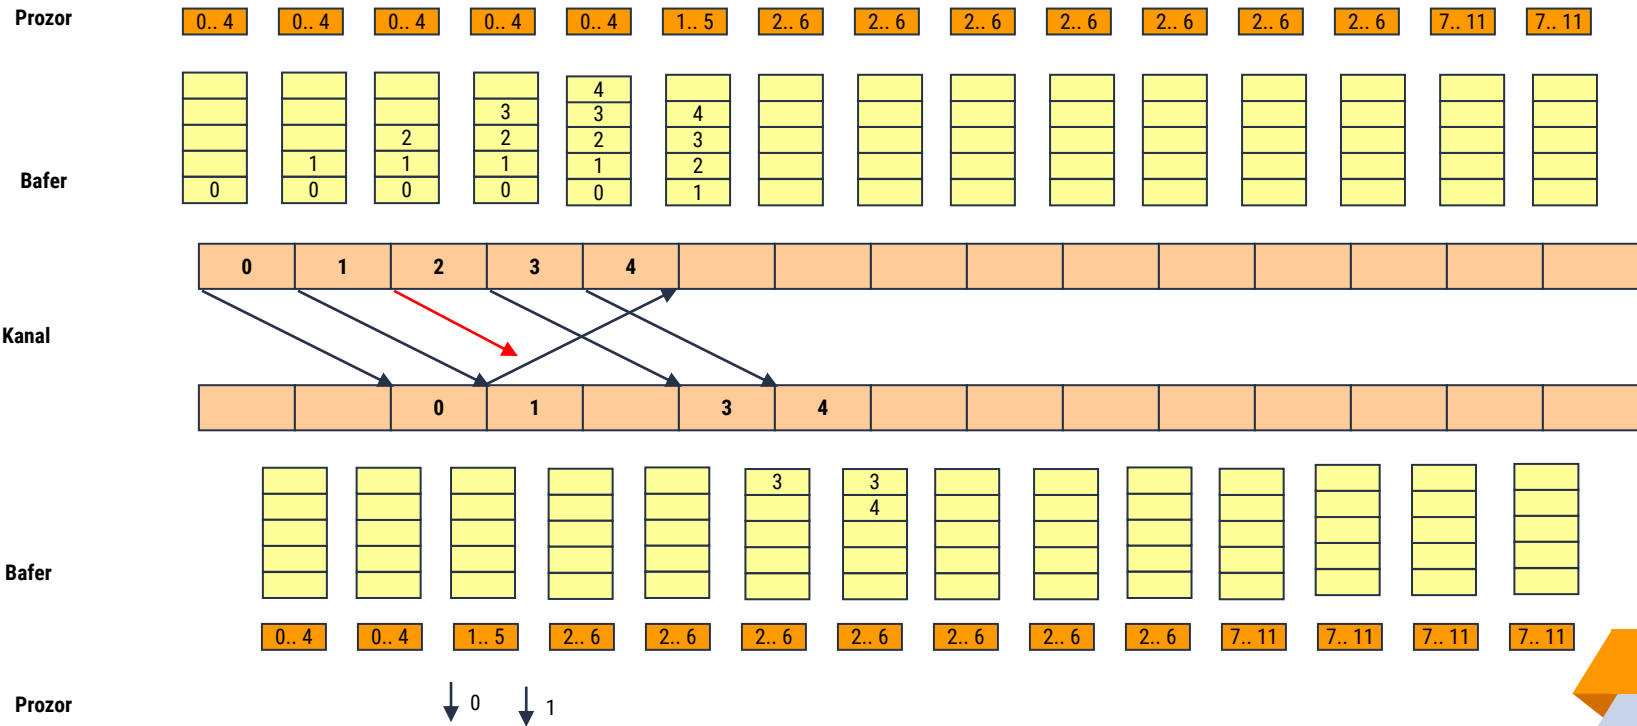 Prozor 0.. 4 0.. 4 0.. 4 0.. 4 0.. 4 1.. 5 2.. 6 2.. 6 2.. 6 2.. 6 2.. 6 2.. 6 2.. 6 7.. 11 7.. 11
4
3 3 4
2 2 2 3
1 1 1 1 2
Bafer
0 0 0 0 0 1
0 1 2 3 4
Kanal
0 1 3 4
3 3
4
Bafer
0.. 4 0.. 4 1.. 5 2.. 6 2.. 6 2.. 6 2.. 6 2.. 6 2.. 6 2.. 6 7.. 11 7.. 11 7.. 11 7.. 11
Prozor 0 1